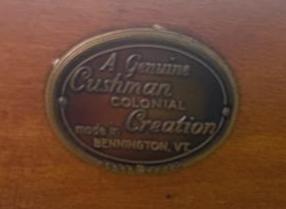 A Genuine
Cushman
COLONIAL
Creation
made in
BENNINGTON, VT.